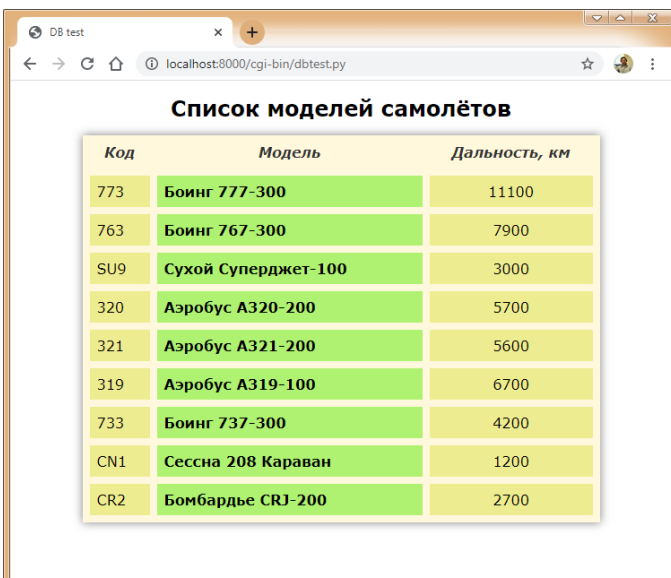 DB test
localhost:8000/cgi-bin/dbtest.py
Список моделей самолётов
Код Модель Дальность, км
773 Боинг 777-300 11100
763 Боинг 767-300 7900
SU9 Сухой Суперджет-100 3000
320 Аэробус A320-200 5700
321 Аэробус A321-200 5600
319 Аэробус A319-100 6700
733 Боинг 737-300 4200
CN1 Сессна 208 Караван 1200
CR2 Бомбардье CRJ-200 2700